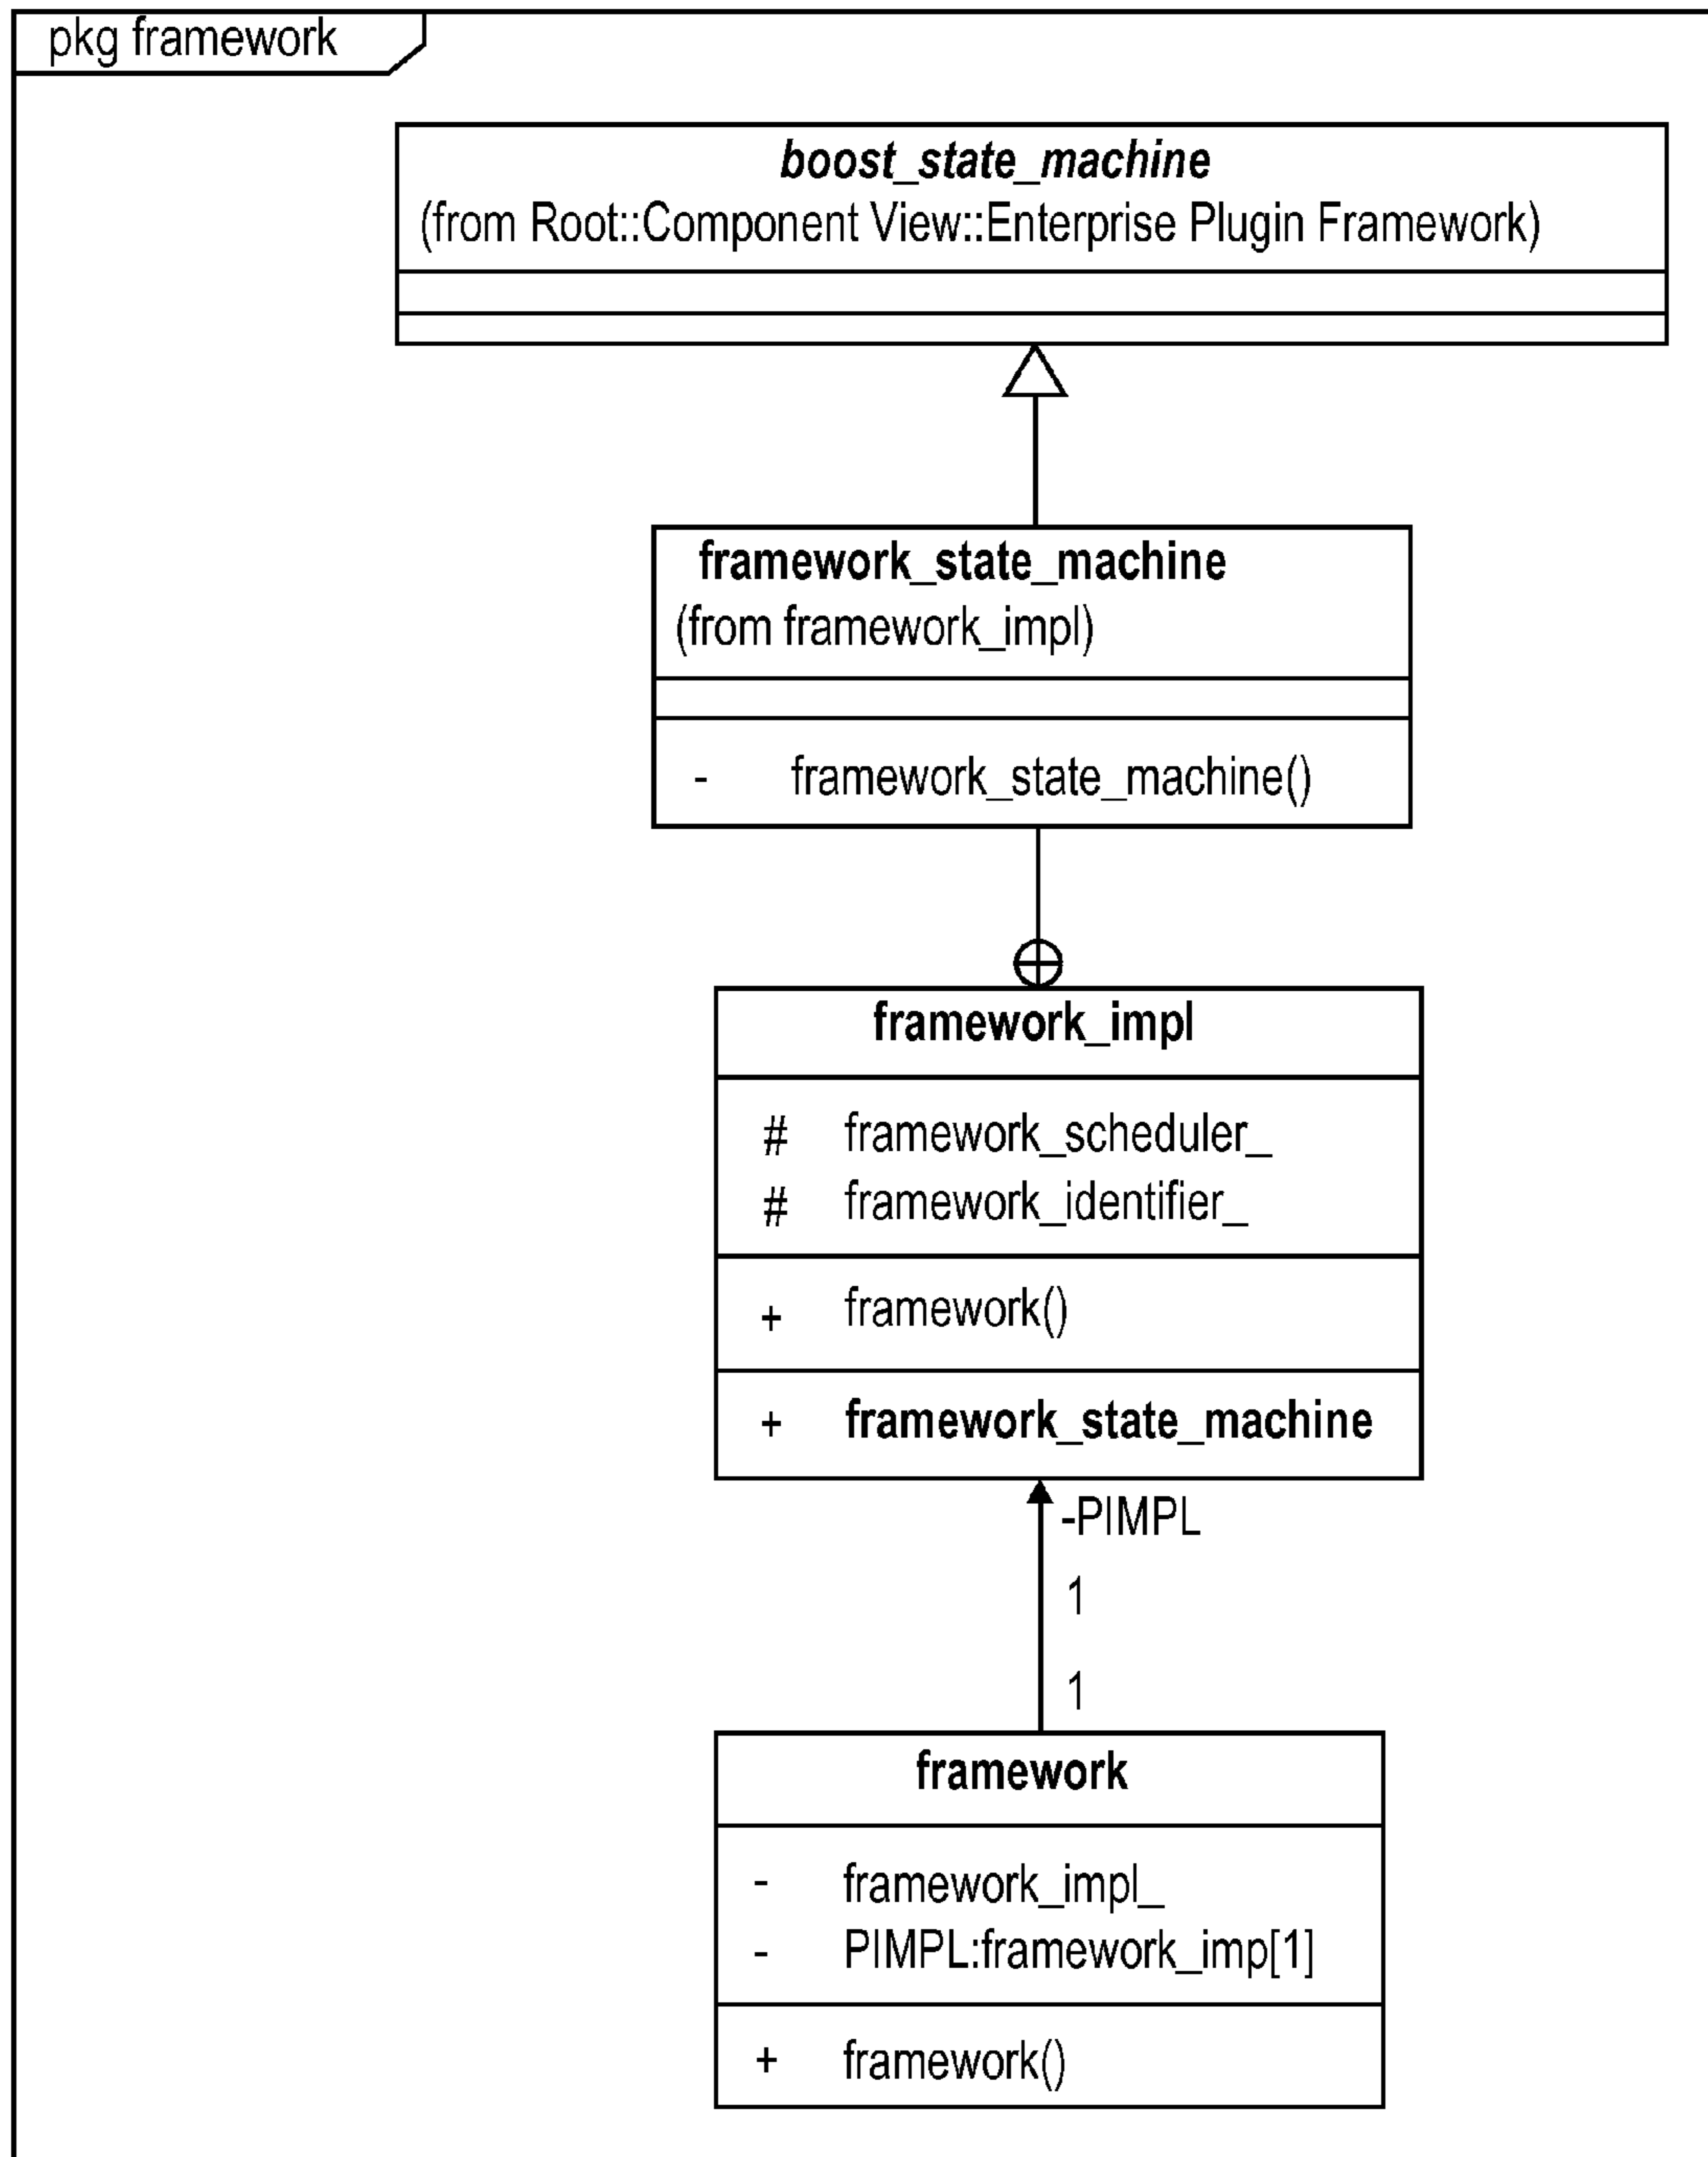 pkg framework
boost_state_machine
(from Root::Component View::Enterprise Plugin Framework)
framework_state_machine
(from framework_impl)
- framework_state_machine()
framework_impl
# framework_scheduler_
# framework_identifier_
+ framework()
+ framework_state_machine
-PIMPL
1
1
framework
- framework_impl_
- PIMPL:framework_imp[1]
+ framework()